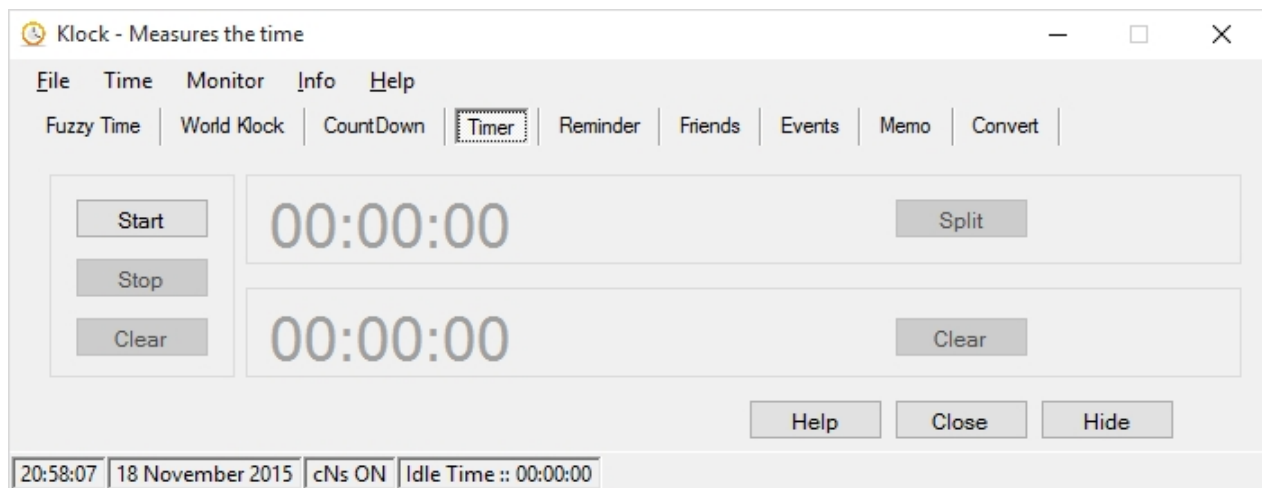 Klock - Measures the time
File Time Monitor Info Help
Fuzzy Time World Klock CountDown Timer Reminder Friends Events Memo Convert
Start 00:00:00 Split
Stop
Clear 00:00:00 Clear
Help Close Hide
20:58:07 18 November 2015 cNs ON Idle Time :: 00:00:00